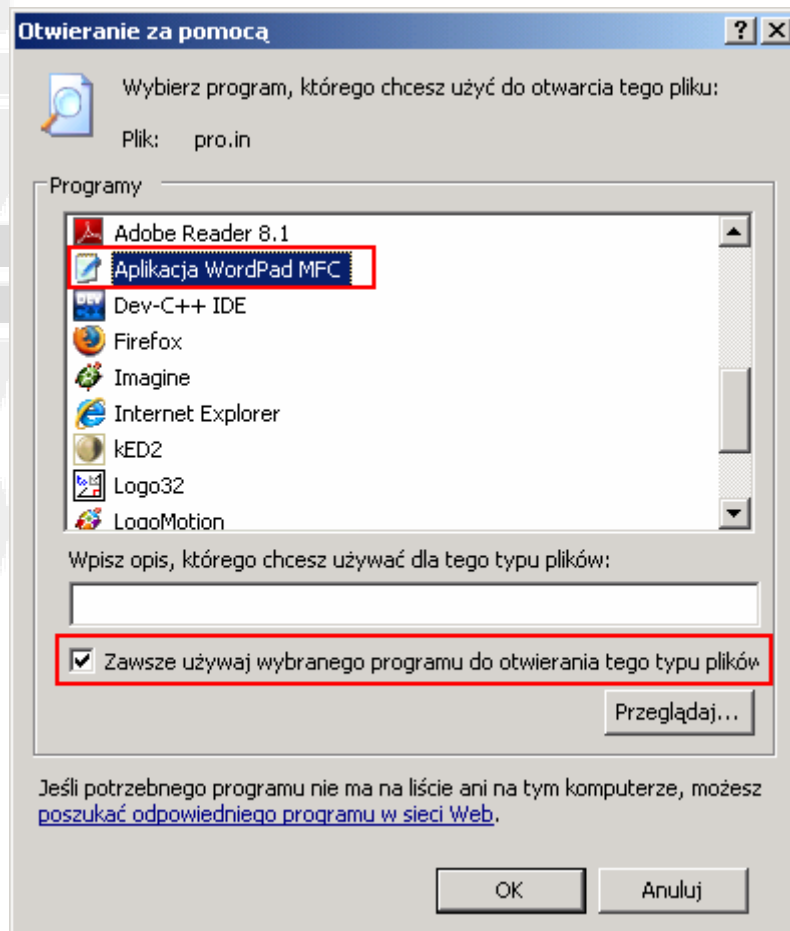 Otwieranie za pomocą
Wybierz program, którego chcesz użyć do otwarcia tego pliku:
Plik: pro.in
Programy
Adobe Reader 8.1
Aplikacja WordPad MFC
Dev-C++ IDE
Firefox
Imagine
Internet Explorer
kED2
Logo32
LogoMotion
Wpisz opis, którego chcesz używać dla tego typu plików:
Zawsze używaj wybranego programu do otwierania tego typu plików
Przeglądaj...
Jeśli potrzebnego programu nie ma na liście ani na tym komputerze, możesz
poszukać odpowiedniego programu w sieci Web.
OK Anuluj